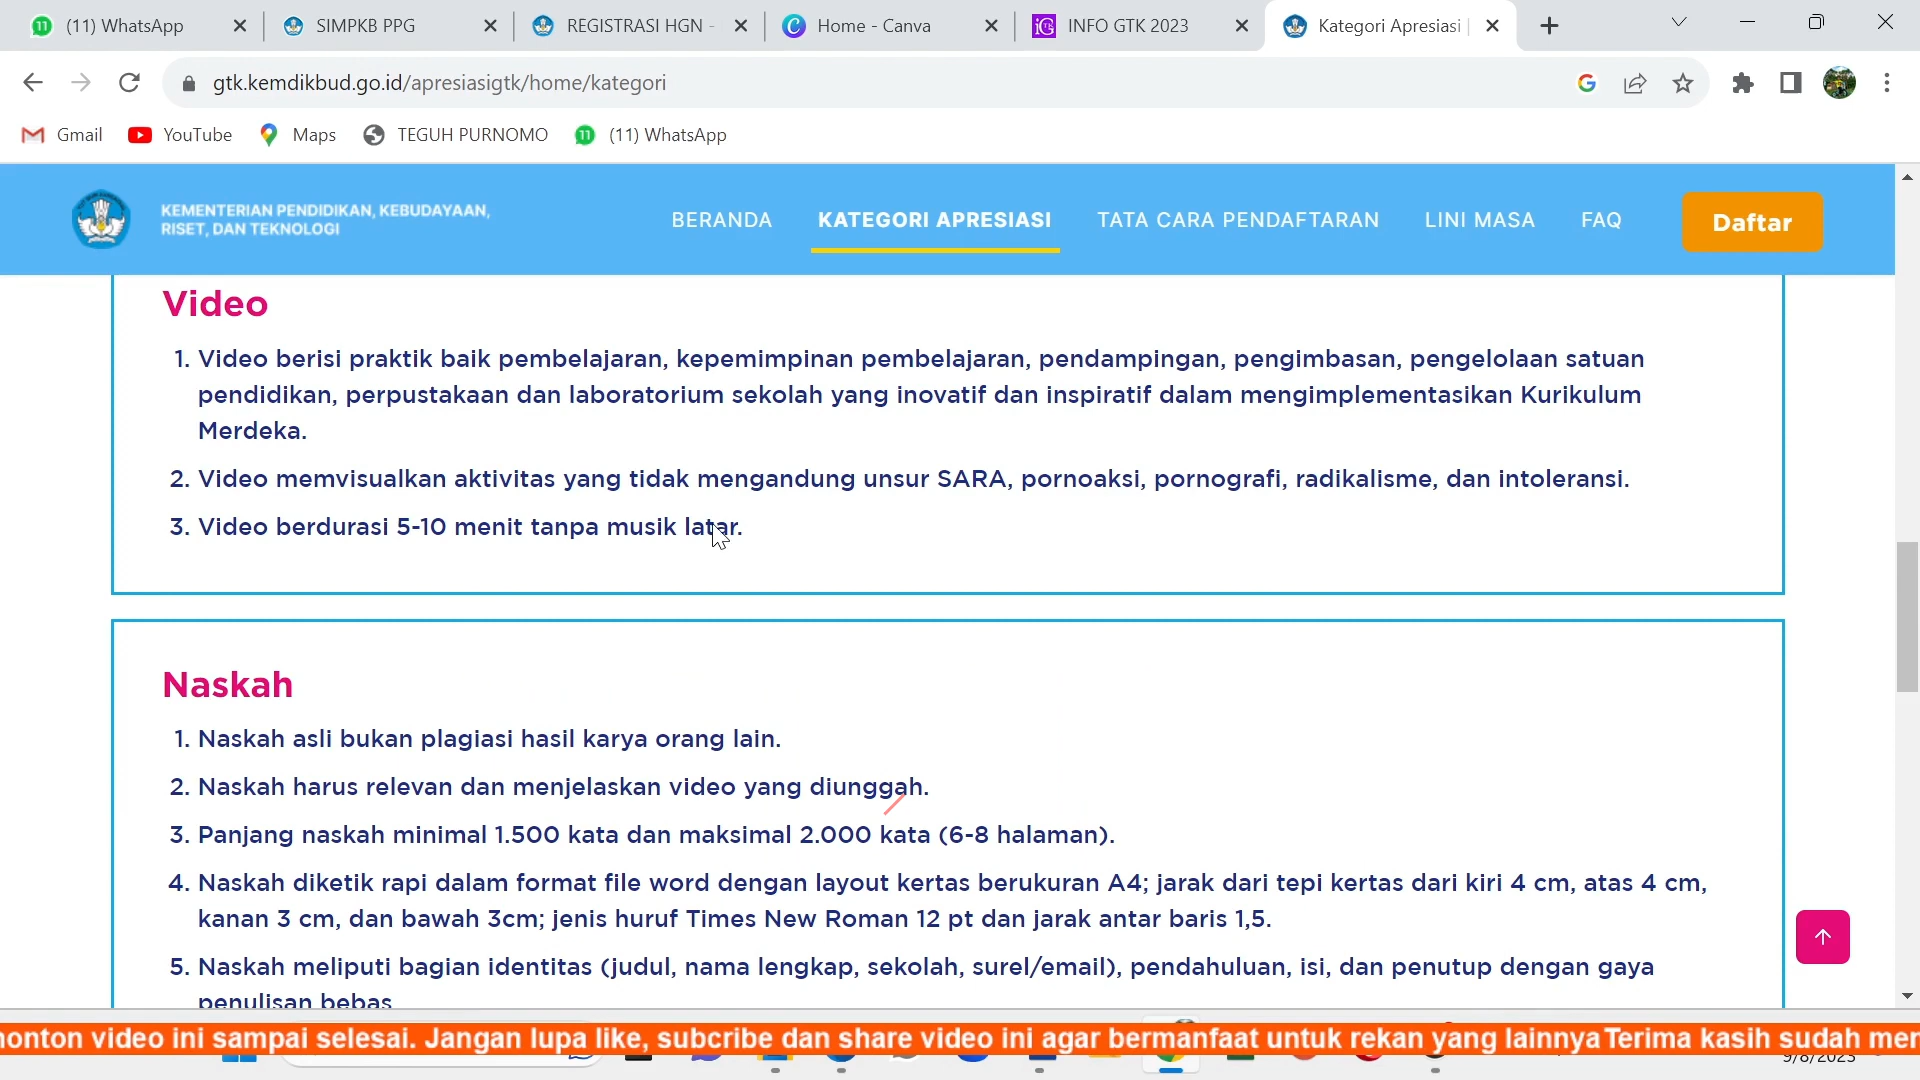 (11) WhatsApp
SIMPKB PPG
REGISTRASI HGN -
Home - Canva
INFO GTK 2023
Kategori Apresiasi |
gtk.kemdikbud.go.id/apresiasigtk/home/kategori
Gmail
YouTube
Maps
TEGUH PURNOMO
(11) WhatsApp
KEMENTERIAN PENDIDIKAN, KEBUDAYAAN,
RISET, DAN TEKNOLOGI
BERANDA
KATEGORI APRESIASI
TATA CARA PENDAFTARAN
LINI MASA
FAQ
Daftar
Video
1. Video berisi praktik baik pembelajaran, kepemimpinan pembelajaran, pendampingan, pengimbasan, pengelolaan satuan
pendidikan, perpustakaan dan laboratorium sekolah yang inovatif dan inspiratif dalam mengimplementasikan Kurikulum
Merdeka.
2. Video memvisualkan aktivitas yang tidak mengandung unsur SARA, pornoaksi, pornografi, radikalisme, dan intoleransi.
3. Video berdurasi 5-10 menit tanpa musik latar.
Naskah
1. Naskah asli bukan plagiasi hasil karya orang lain.
2. Naskah harus relevan dan menjelaskan video yang diunggah.
3. Panjang naskah minimal 1.500 kata dan maksimal 2.000 kata (6-8 halaman).
4. Naskah diketik rapi dalam format file word dengan layout kertas berukuran A4; jarak dari tepi kertas dari kiri 4 cm, atas 4 cm,
kanan 3 cm, dan bawah 3cm; jenis huruf Times New Roman 12 pt dan jarak antar baris 1,5.
5. Naskah meliputi bagian identitas (judul, nama lengkap, sekolah, surel/email), pendahuluan, isi, dan penutup dengan gaya
penulisan bebas
onton video ini sampai selesai. Jangan lupa like, subcribe dan share video ini agar bermanfaat untuk rekan yang lainnya Terima kasih sudah men
9/8/2023